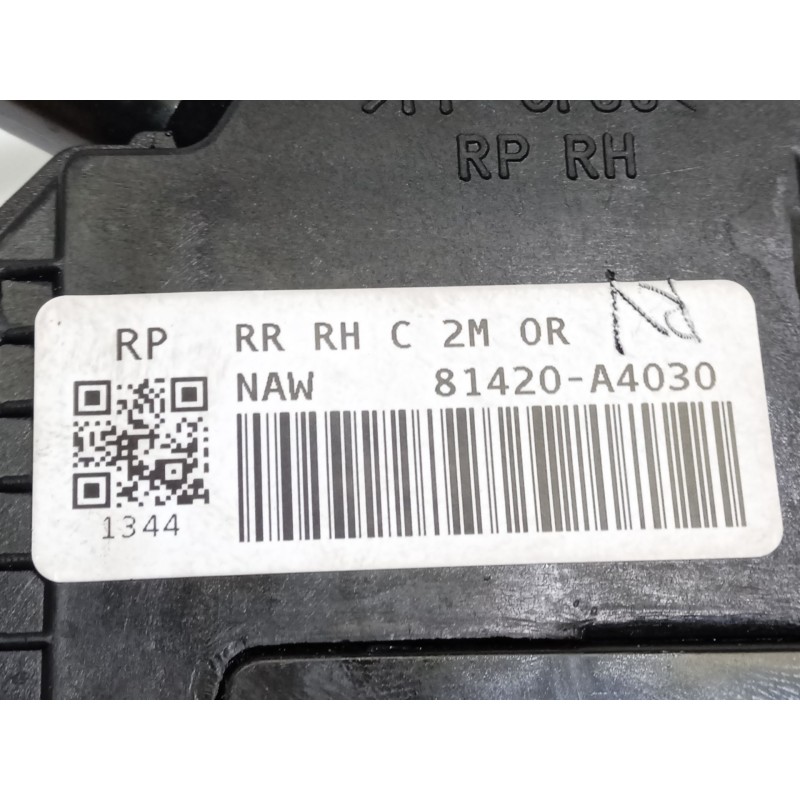 RP RH
RP RR RH C 2M OR
NAW 81420-A4030
1344